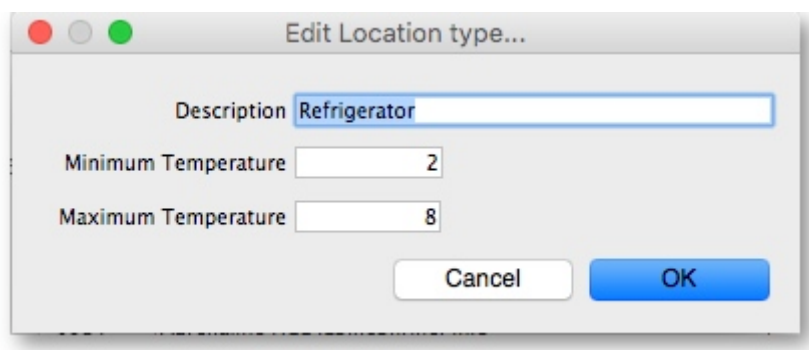 Edit Location type...
Description Refrigerator
Minimum Temperature 2
Maximum Temperature 8
Cancel OK